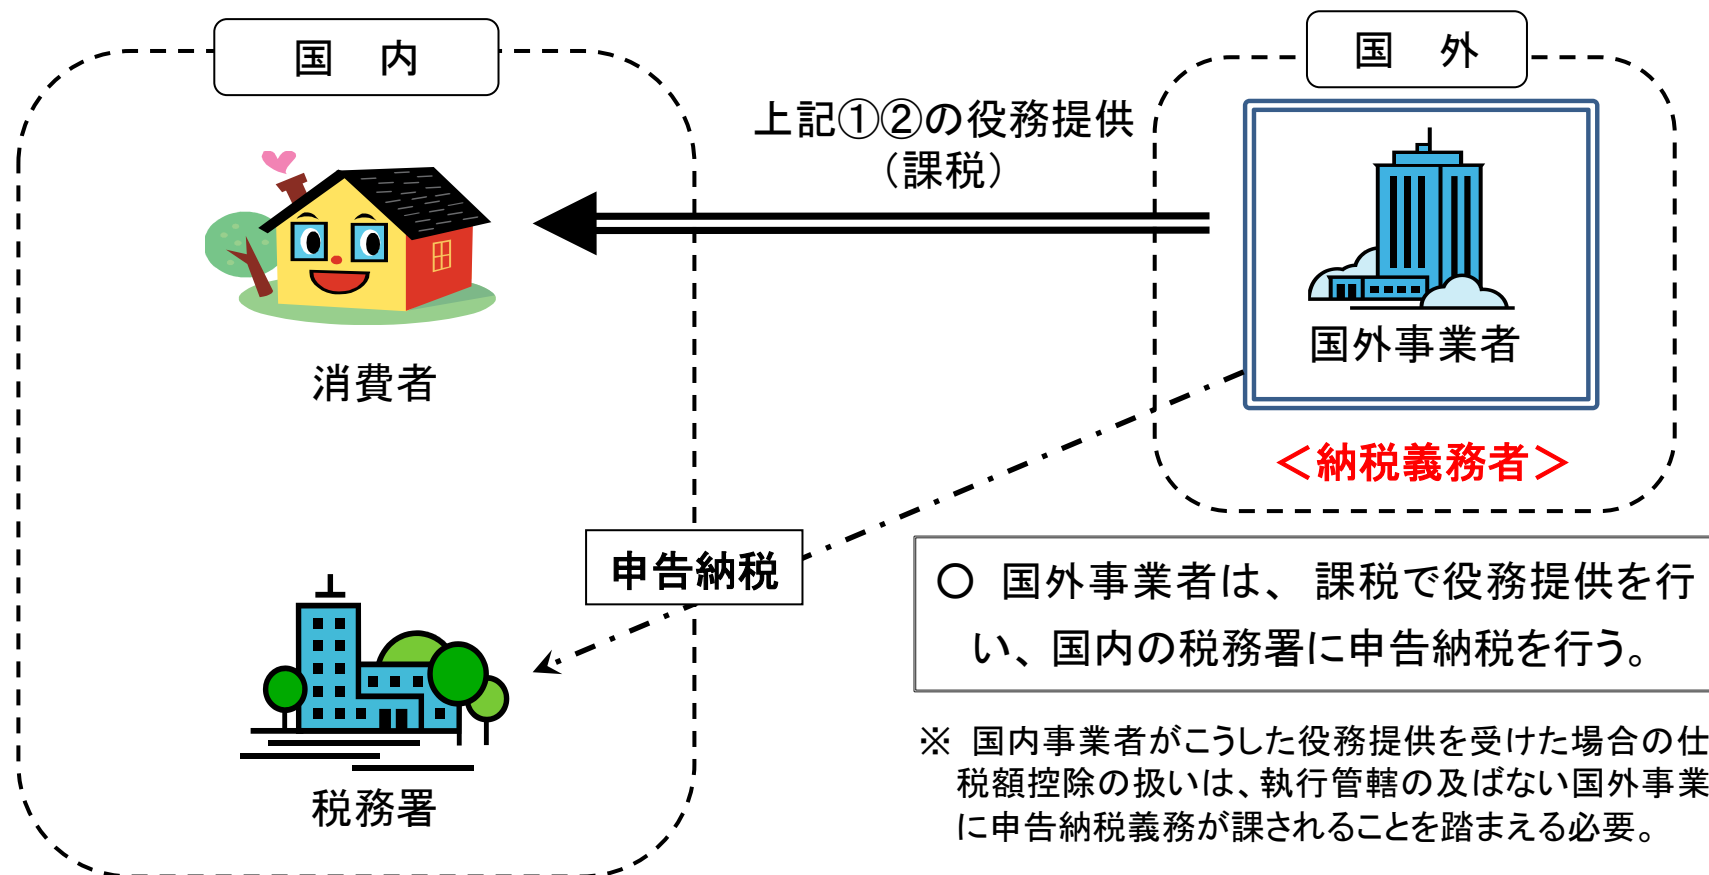 国　内
国　外
上記①②の役務提供
（課税）
国外事業者
消費者
＜納税義務者＞
申告納税
○ 国外事業者は、 課税で役務提供を行
い、国内の税務署に申告納税を行う。
※ 国内事業者がこうした役務提供を受けた場合の仕
税額控除の扱いは、執行管轄の及ばない国外事業
に申告納税義務が課されることを踏まえる必要。
税務署